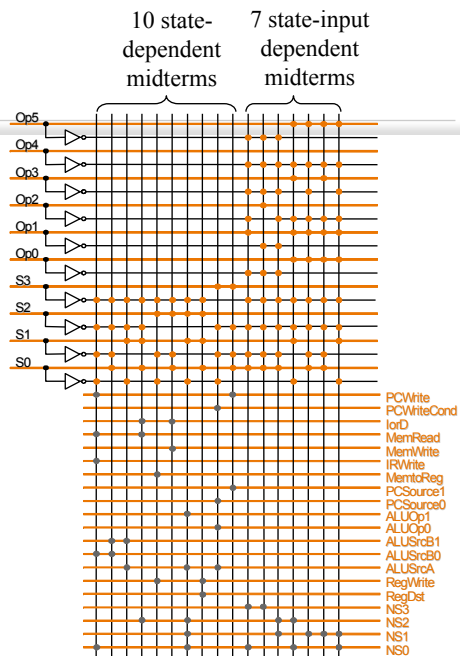 10 state-
dependent
midterms
7 state-input
dependent
midterms
Op5
Op4
Op3
Op2
Op1
Op0
S3
S2
S1
S0
PCWrite
PCWriteCond
IorD
MemRead
MemWrite
IRWrite
MemtoReg
PCSource1
PCSource0
ALUOp1
ALUOp0
ALUSrcB1
ALUSrcB0
ALUSrcA
RegWrite
RegDst
NS3
NS2
NS1
NS0